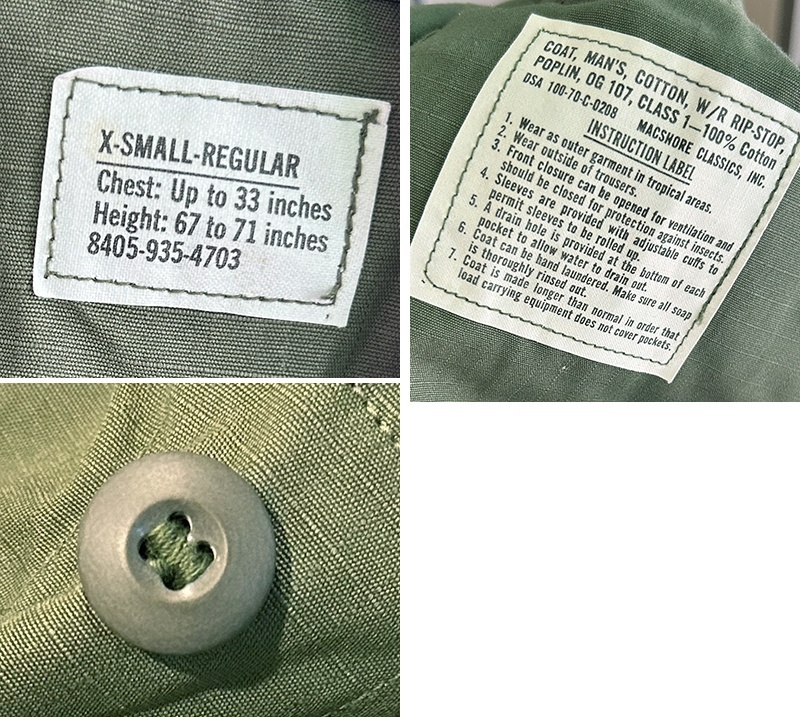 X-SMALL-REGULAR
Chest: Up to 33 inches
Height: 67 to 71 inches
8405-935-4703
COAT, MAN'S, COTTON, W/R RIP-STOP,
POPLIN, OG 107, CLASS 1—100% Cotton
DSA 100-70-C-0208 MACSHORE CLASSICS, INC.
INSTRUCTION LABEL
1. Wear as outer garment in tropical areas.
2. Wear outside of trousers.
3. Front Closure can be opened for ventilation and
should be closed for protection against insects.
4. Sleeves are provided with adjustable cuffs to
permit sleeves to be rolled up.
5. A drain hole is provided at the bottom of each
pocket to allow water to drain out.
6. Coat can be hand laundered. Make sure all soap
is thoroughly rinsed out.
7. Coat is made longer than normal in order that
load carrying equipment does not cover pockets.